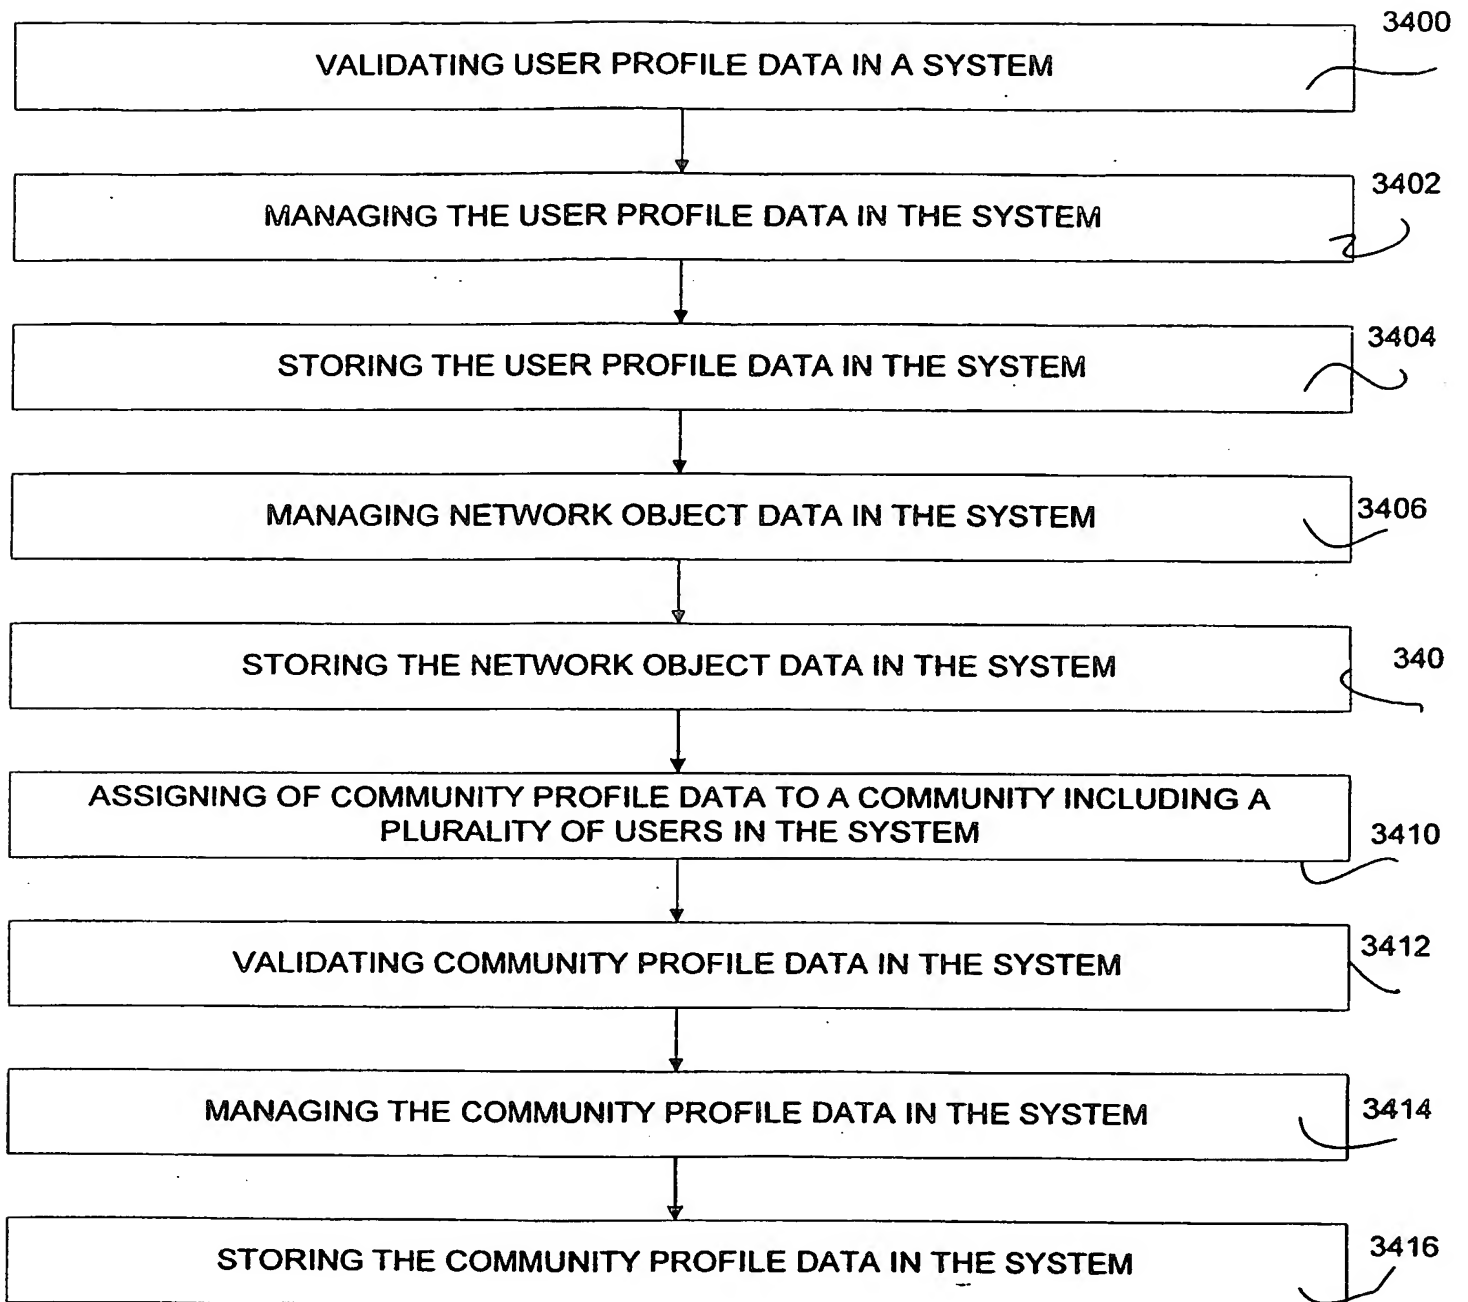 3400
VALIDATING USER PROFILE DATA IN A SYSTEM
3402
MANAGING THE USER PROFILE DATA IN THE SYSTEM
3404
STORING THE USER PROFILE DATA IN THE SYSTEM
MANAGING NETWORK OBJECT DATA IN THE SYSTEM
3406
STORING THE NETWORK OBJECT DATA IN THE SYSTEM
340
ASSIGNING OF COMMUNITY PROFILE DATA TO A COMMUNITY INCLUDING A
PLURALITY OF USERS IN THE SYSTEM
3410
VALIDATING COMMUNITY PROFILE DATA IN THE SYSTEM
3412
MANAGING THE COMMUNITY PROFILE DATA IN THE SYSTEM
3414
STORING THE COMMUNITY PROFILE DATA IN THE SYSTEM
3416